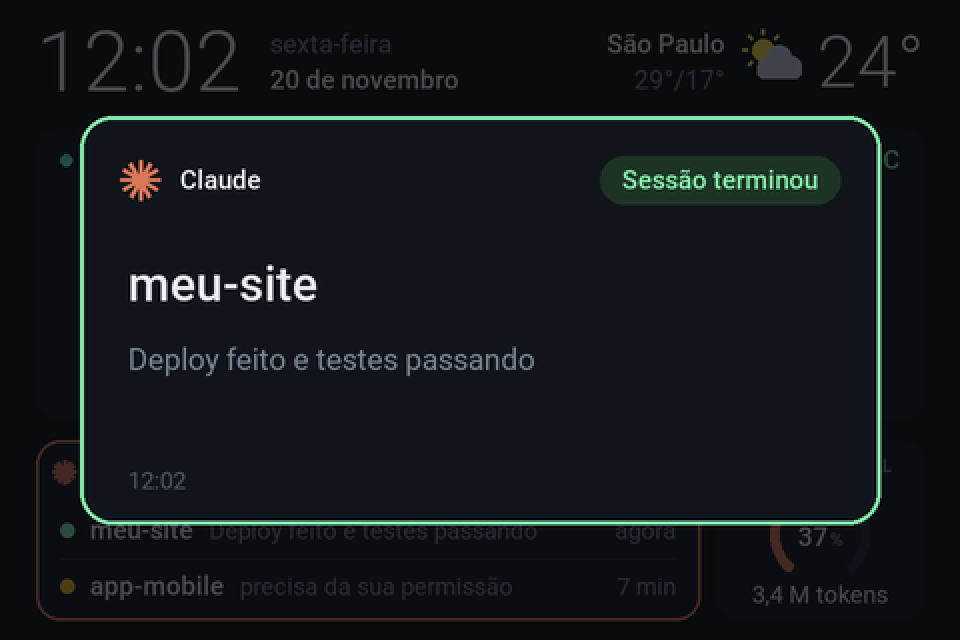 12:02
sexta-feira
20 de novembro
São Paulo
29°/17°
24°
C
Claude
Sessão terminou
meu-site
Deploy feito e testes passando
12:02
L
meu-site Deploy feito e testes passando agora
app-mobile precisa da sua permissão 7 min
37%
3,4 M tokens